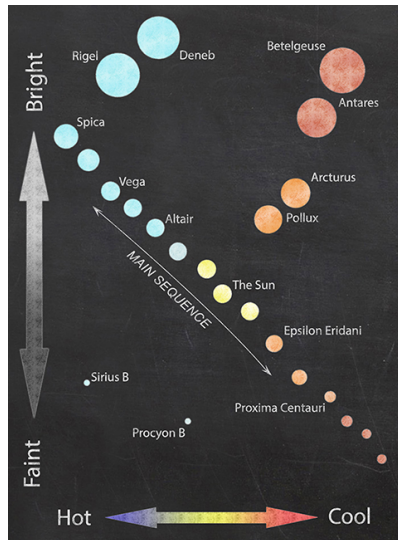 Rigel
Deneb
Betelgeuse
Antares
Bright
Spica
Vega
Arcturus
Altair
Pollux
MAIN SEQUENCE
The Sun
Epsilon Eridani
Sirius B
Proxima Centauri
Procyon B
Faint
Hot
Cool